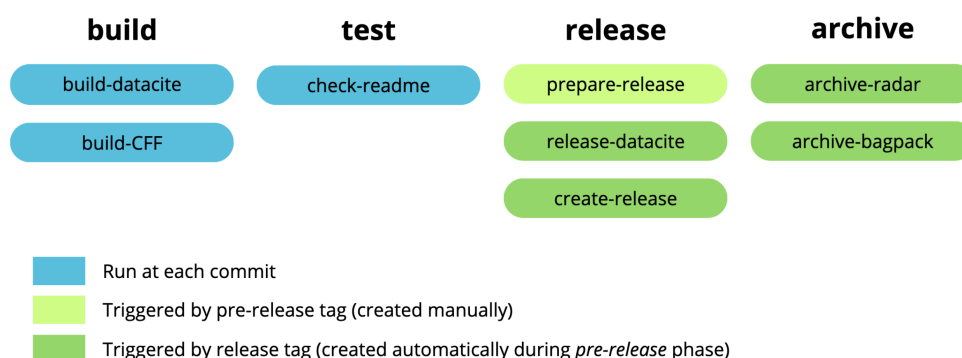 build test release archive
build-datacite check-readme prepare-release archive-radar
build-CFF release-datacite archive-bagpack
create-release
Run at each commit
Triggered by pre-release tag (created manually)
Triggered by release tag (created automatically during pre-release phase)